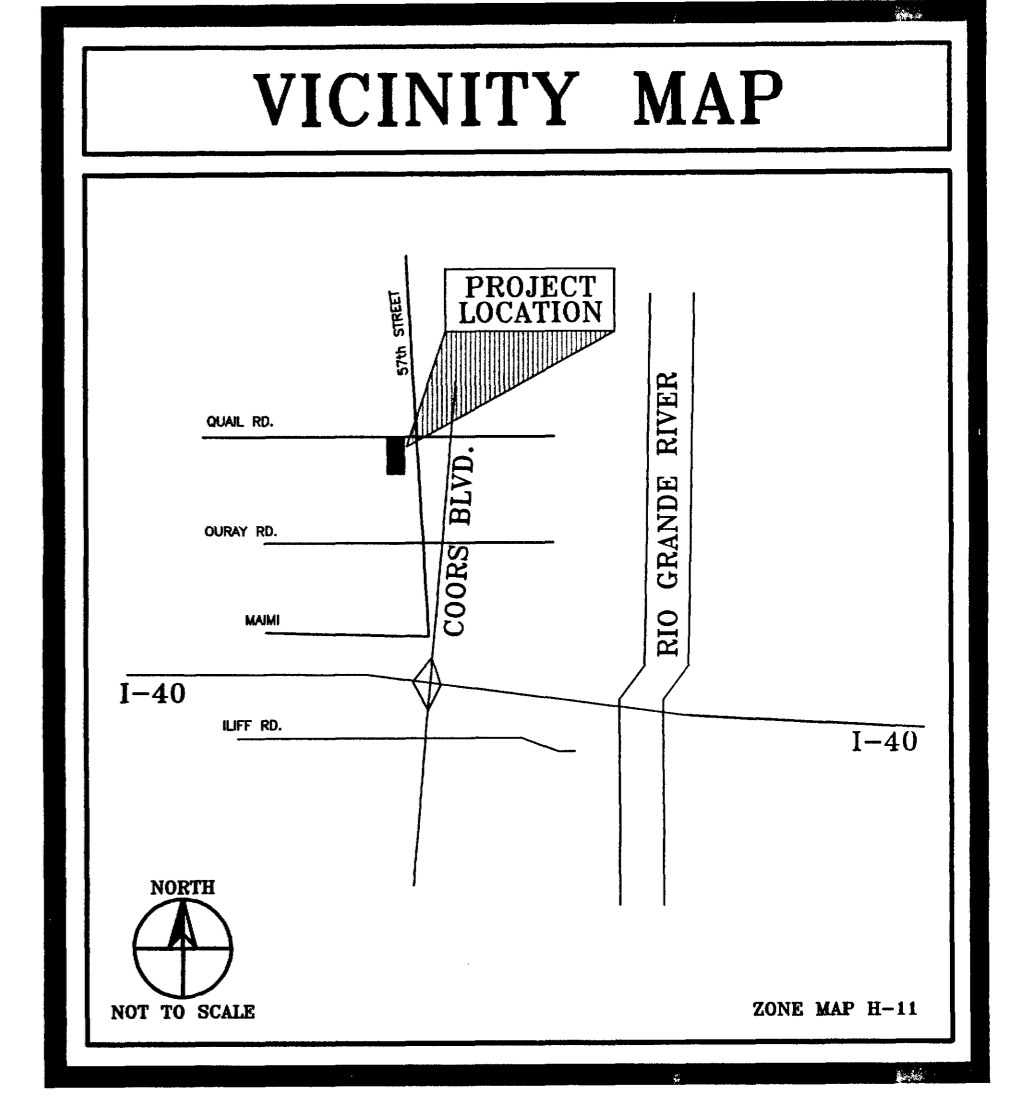 VICINITY MAP
PROJECT
LOCATION
57th STREET
QUAIL RD.
COORS BLVD.
RIO GRANDE RIVER
OURAY RD.
MAIMI
I-40
ILIFF RD.
I-40
NORTH
NOT TO SCALE
ZONE MAP H-11